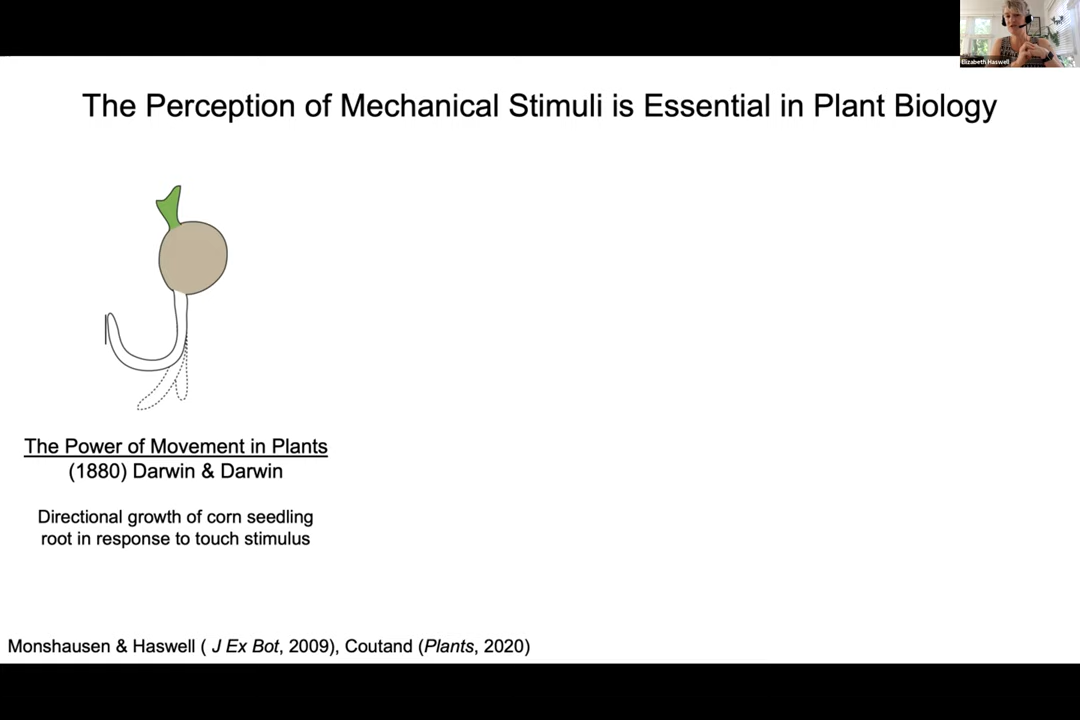 Elizabeth Haswell
The Perception of Mechanical Stimuli is Essential in Plant Biology
The Power of Movement in Plants
(1880) Darwin & Darwin
Directional growth of corn seedling
root in response to touch stimulus
Monshausen & Haswell ( J Ex Bot, 2009), Coutand (Plants, 2020)